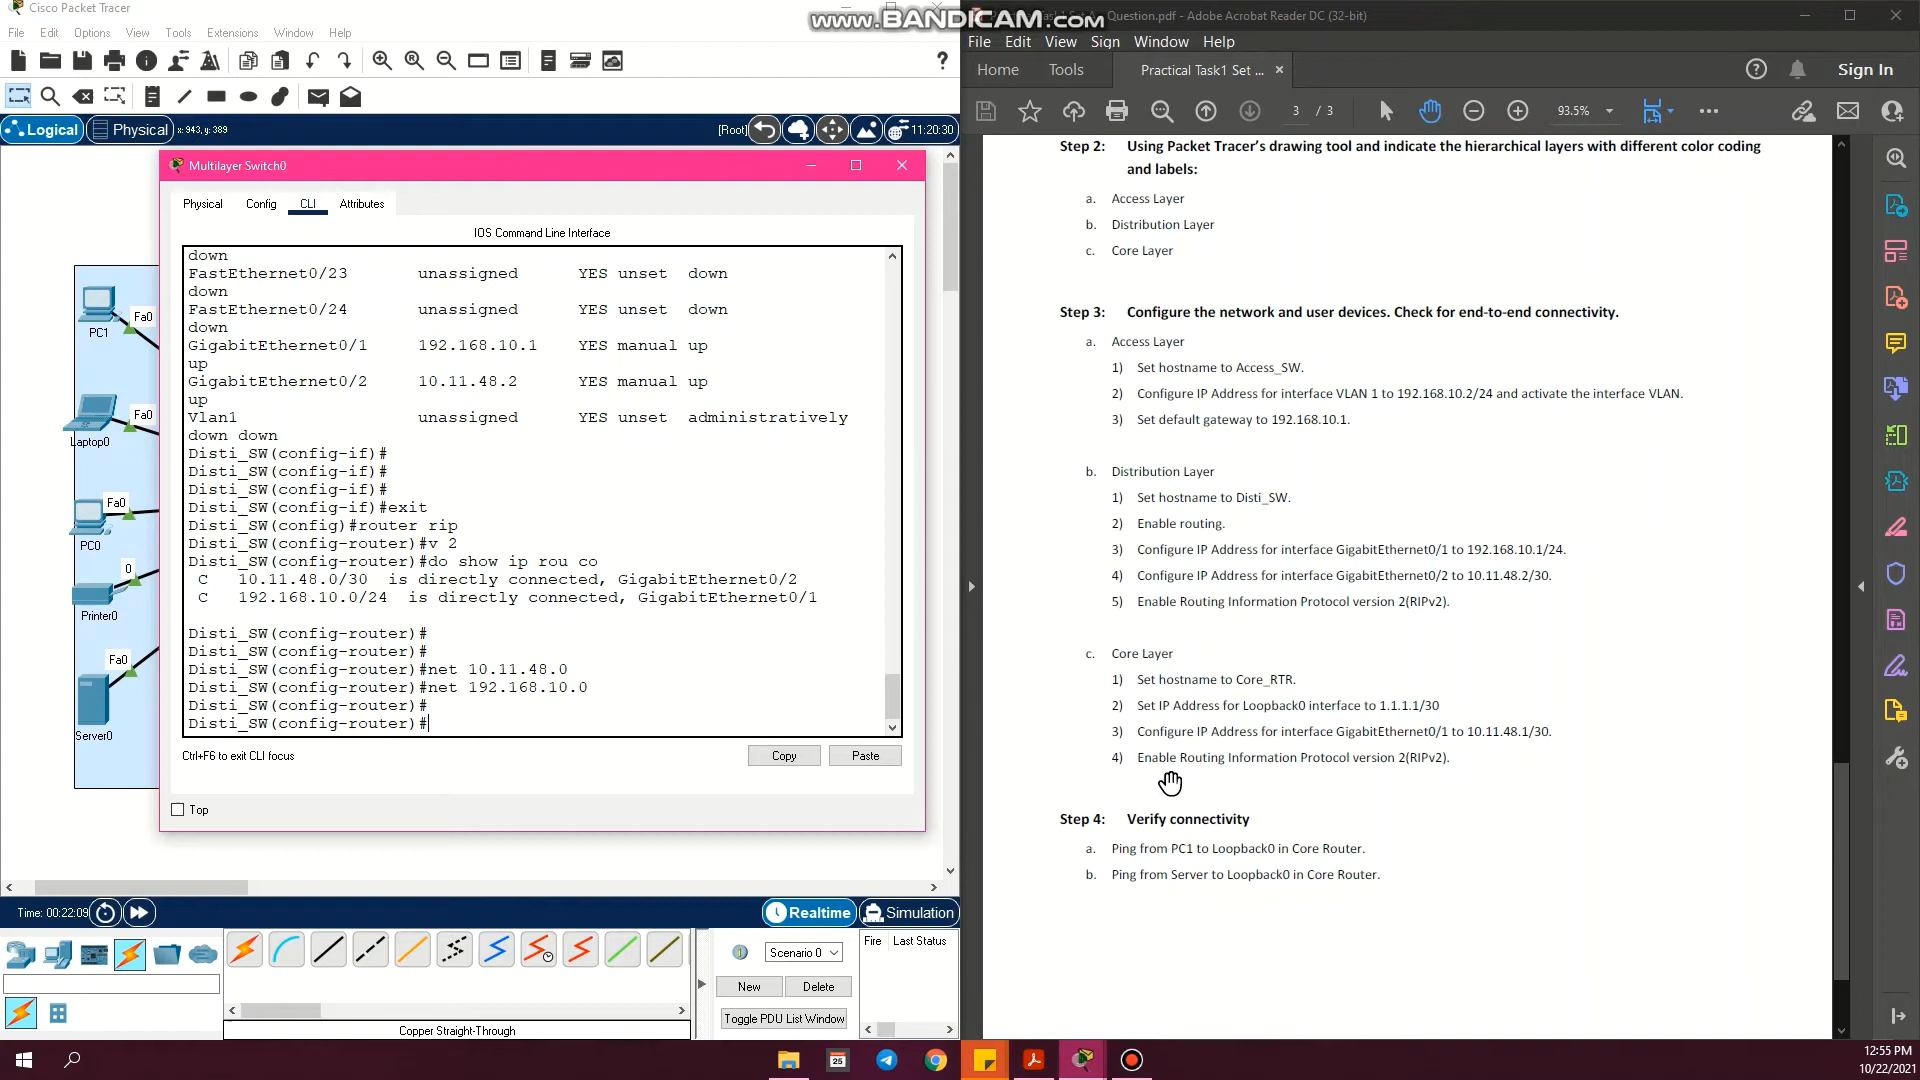 Cisco Packet Tracer
File Edit Options View Tools Extensions Window Help
www.BANDICAM.com
Question.pdf - Adobe Acrobat Reader DC (32-bit)
File Edit View Sign Window Help
Home Tools Practical Task1 Set ... × Sign In
3 / 3 93.5%
Logical Physical x: 943, y: 389 [Root] 11:20:30
Multilayer Switch0
Physical Config CLI Attributes
IOS Command Line Interface
down
FastEthernet0/23 unassigned YES unset down
down
FastEthernet0/24 unassigned YES unset down
down
GigabitEthernet0/1 192.168.10.1 YES manual up
up
GigabitEthernet0/2 10.11.48.2 YES manual up
up
Vlan1 unassigned YES unset administratively
down down
Disti_SW(config-if)#
Disti_SW(config-if)#
Disti_SW(config-if)#
Disti_SW(config-if)#exit
Disti_SW(config)#router rip
Disti_SW(config-router)#v 2
Disti_SW(config-router)#do show ip rou co
C 10.11.48.0/30 is directly connected, GigabitEthernet0/2
C 192.168.10.0/24 is directly connected, GigabitEthernet0/1
Disti_SW(config-router)#
Disti_SW(config-router)#
Disti_SW(config-router)#net 10.11.48.0
Disti_SW(config-router)#net 192.168.10.0
Disti_SW(config-router)#
Disti_SW(config-router)#
Ctrl+F6 to exit CLI focus
Copy Paste
Top
Fa0
PC1
Fa0
Laptop0
Fa0
PC0
0
Printer0
Fa0
Server0
Time: 00:22:09
Realtime Simulation
Scenario 0
New Delete
Toggle PDU List Window
Fire Last Status
Copper Straight-Through
Step 2: Using Packet Tracer's drawing tool and indicate the hierarchical layers with different color coding
and labels:
a. Access Layer
b. Distribution Layer
c. Core Layer
Step 3: Configure the network and user devices. Check for end-to-end connectivity.
a. Access Layer
1) Set hostname to Access_SW.
2) Configure IP Address for interface VLAN 1 to 192.168.10.2/24 and activate the interface VLAN.
3) Set default gateway to 192.168.10.1.
b. Distribution Layer
1) Set hostname to Disti_SW.
2) Enable routing.
3) Configure IP Address for interface GigabitEthernet0/1 to 192.168.10.1/24.
4) Configure IP Address for interface GigabitEthernet0/2 to 10.11.48.2/30.
5) Enable Routing Information Protocol version 2(RIPv2).
c. Core Layer
1) Set hostname to Core_RTR.
2) Set IP Address for Loopback0 interface to 1.1.1.1/30
3) Configure IP Address for interface GigabitEthernet0/1 to 10.11.48.1/30.
4) Enable Routing Information Protocol version 2(RIPv2).
Step 4: Verify connectivity
a. Ping from PC1 to Loopback0 in Core Router.
b. Ping from Server to Loopback0 in Core Router.
25
12:55 PM
10/22/2021